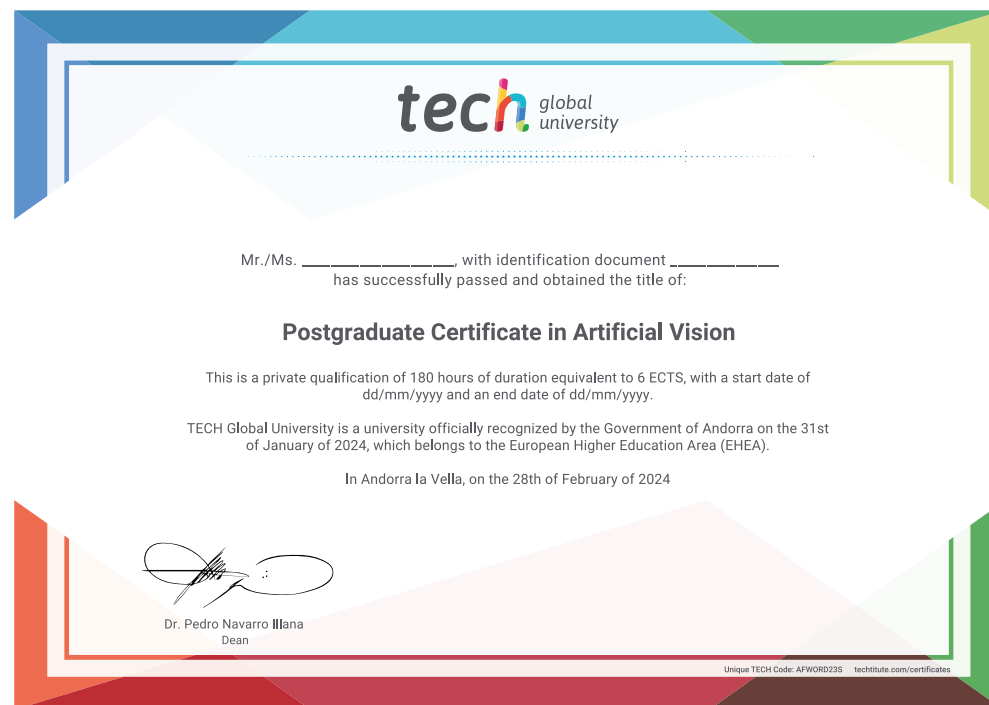 tech global university
Mr./Ms. ____________________, with identification document ______________
has successfully passed and obtained the title of:
Postgraduate Certificate in Artificial Vision
This is a private qualification of 180 hours of duration equivalent to 6 ECTS, with a start date of
dd/mm/yyyy and an end date of dd/mm/yyyy.
TECH Global University is a university officially recognized by the Government of Andorra on the 31st
of January of 2024, which belongs to the European Higher Education Area (EHEA).
In Andorra la Vella, on the 28th of February of 2024
Dr. Pedro Navarro Illana
Dean
Unique TECH Code: AFWORD23S techtitute.com/certificates